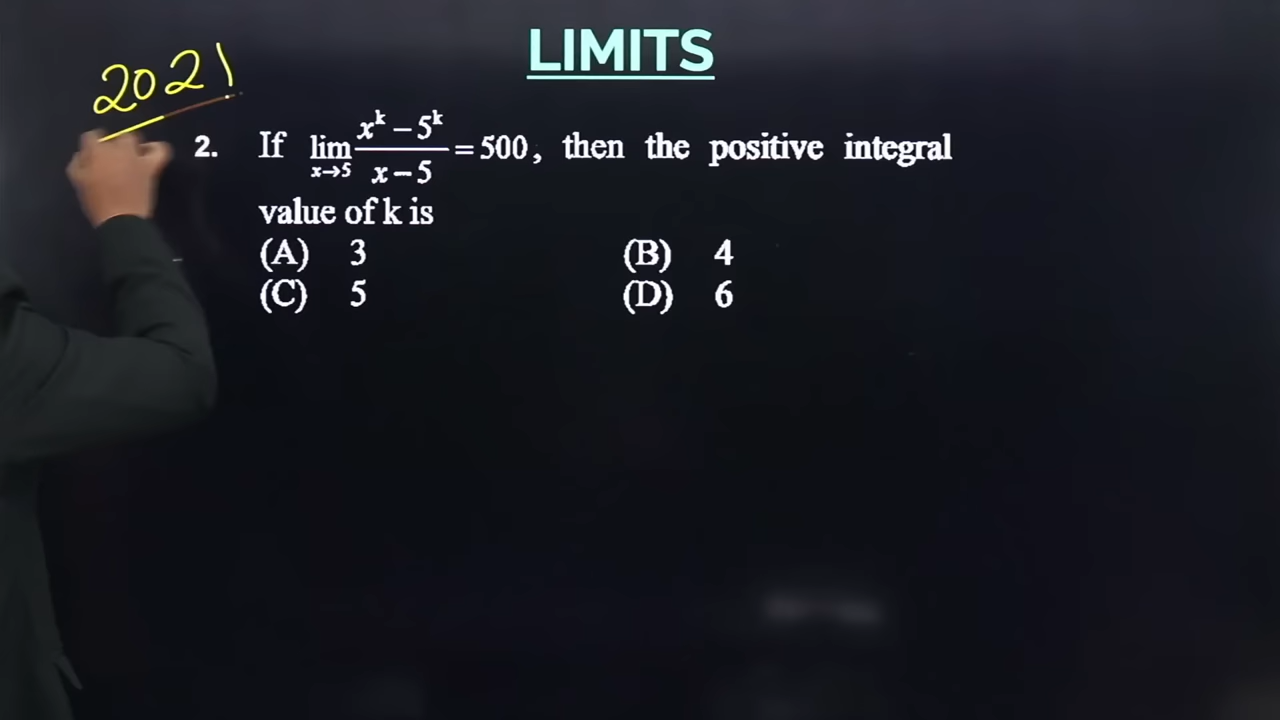 LIMITS
2021
2. If lim x→5 (x^k − 5^k)/(x − 5) = 500, then the positive integral
value of k is
(A) 3 (B) 4
(C) 5 (D) 6